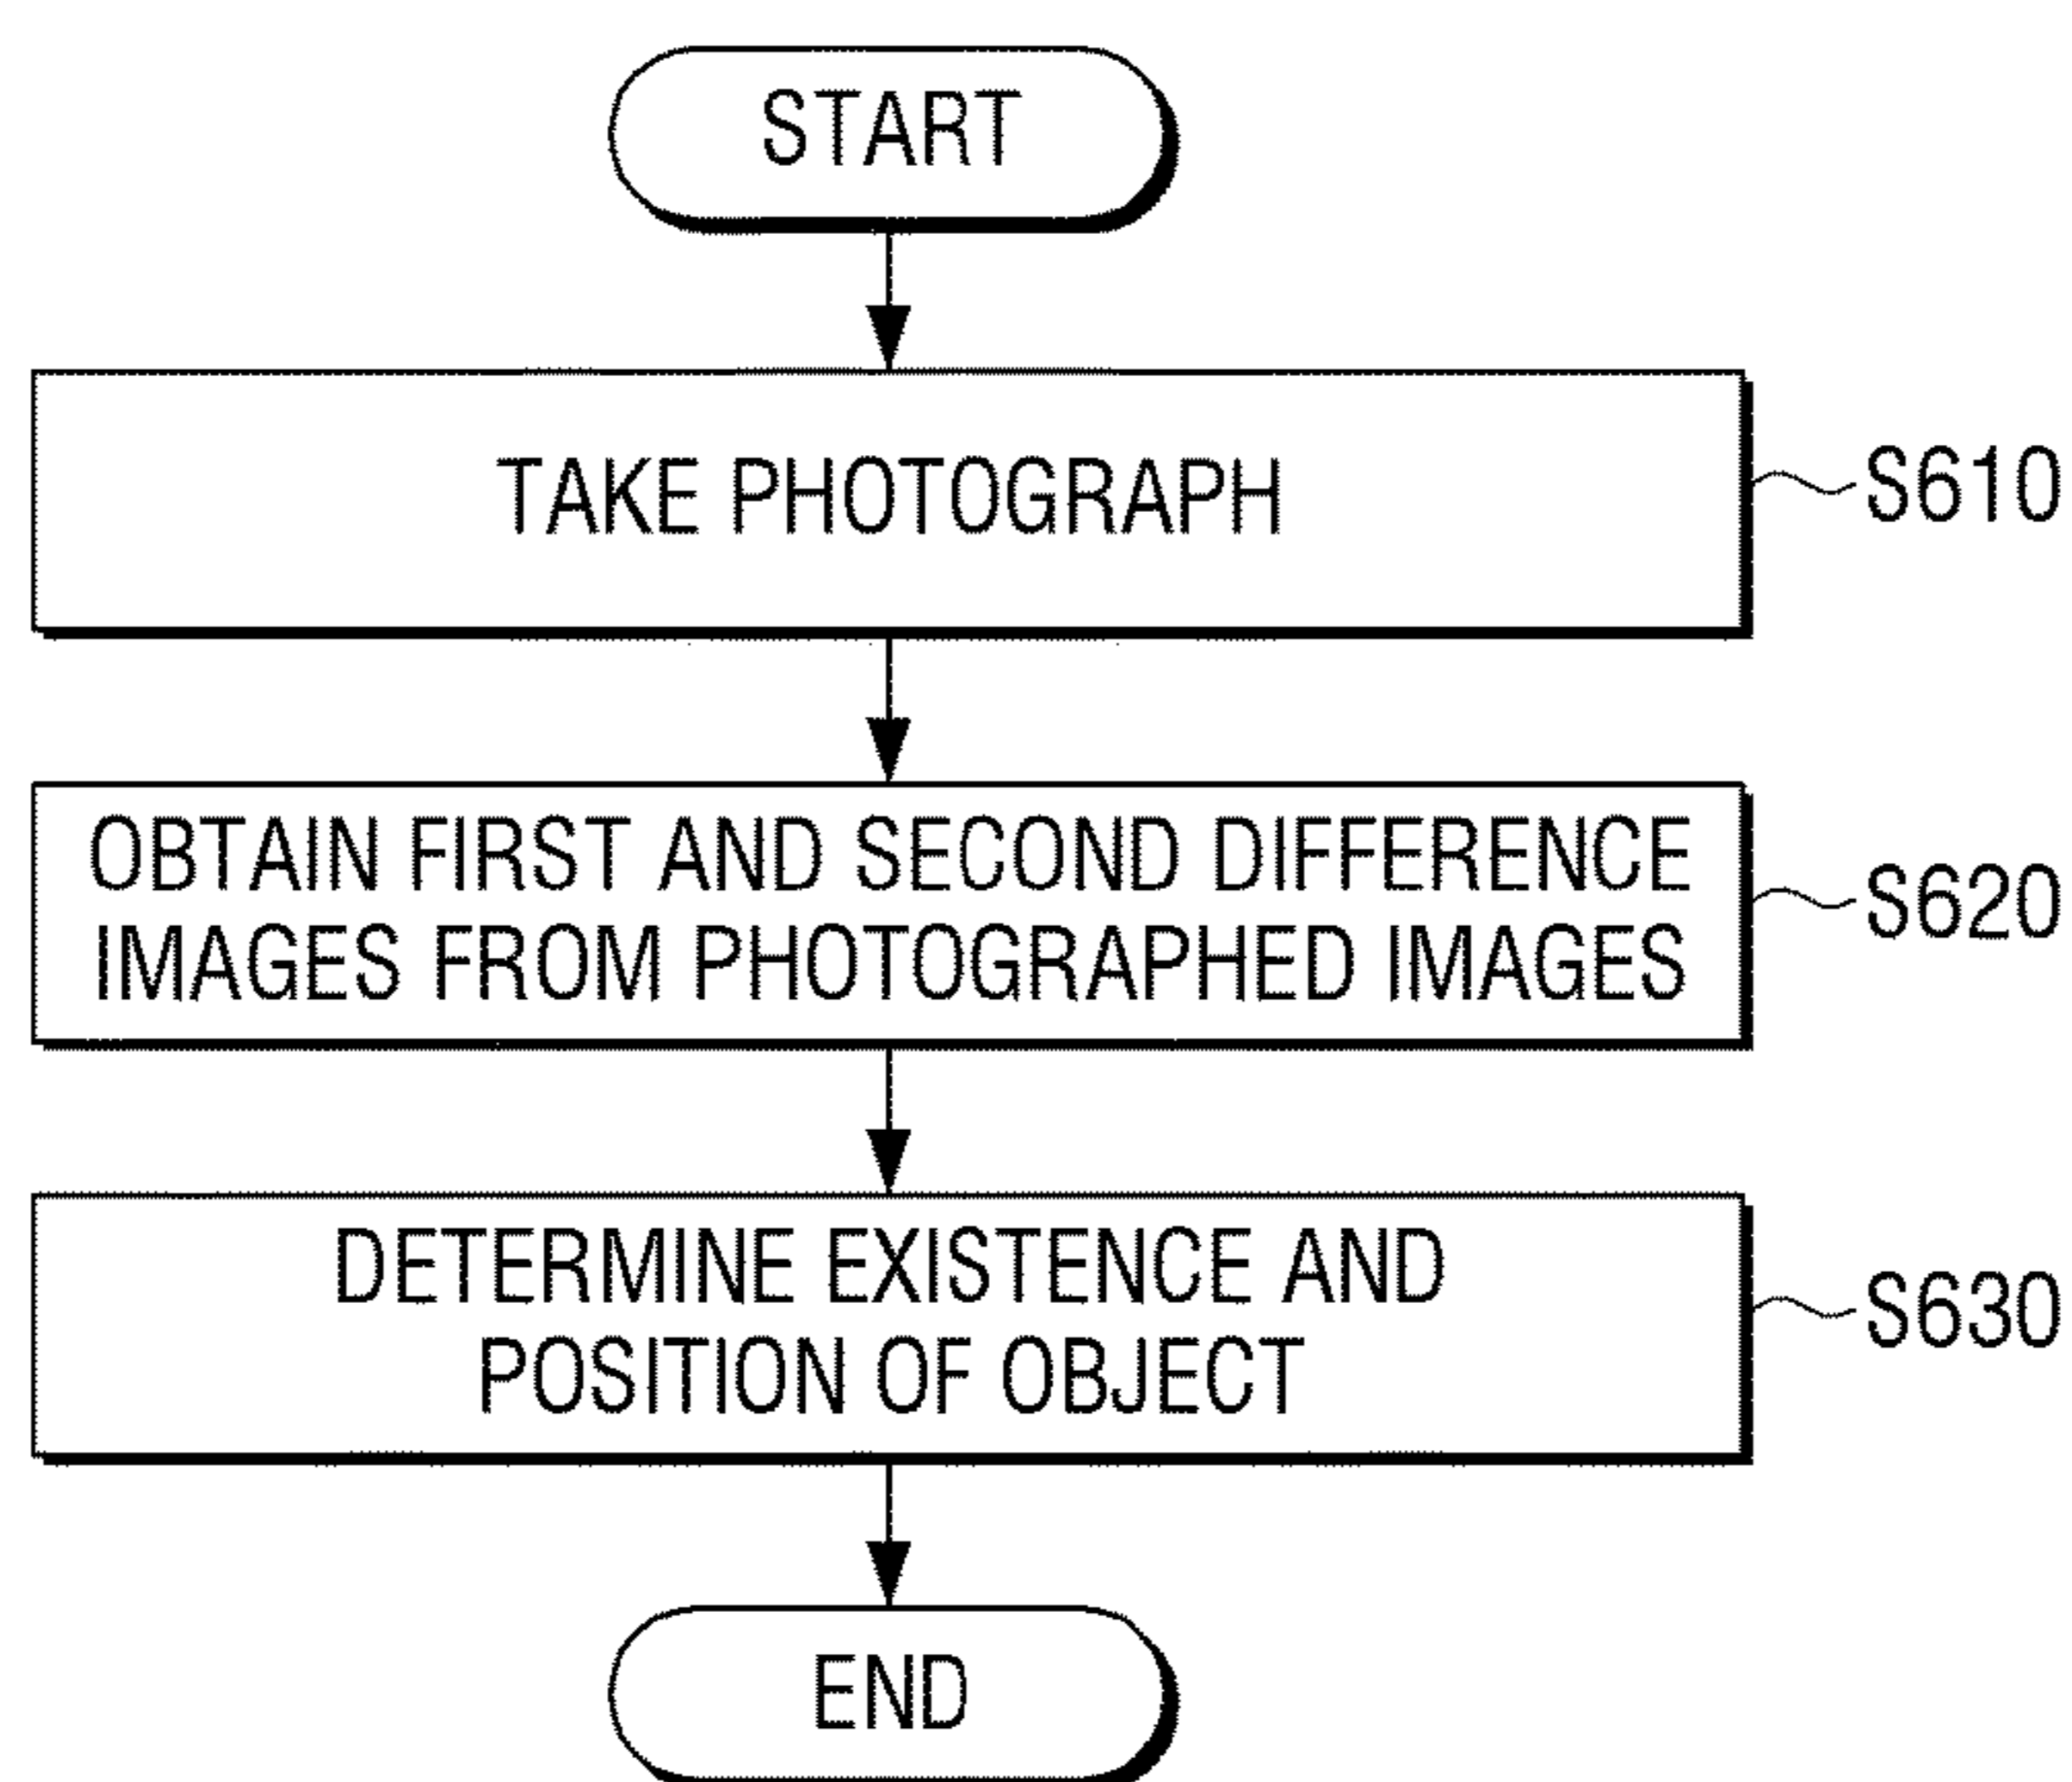 START
TAKE PHOTOGRAPH
S610
OBTAIN FIRST AND SECOND DIFFERENCE
IMAGES FROM PHOTOGRAPHED IMAGES
S620
DETERMINE EXISTENCE AND
POSITION OF OBJECT
S630
END